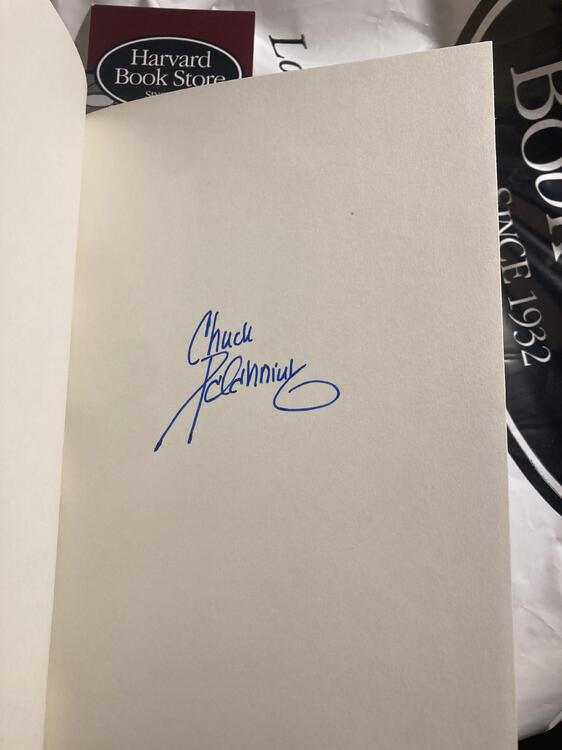 Harvard
Book Store
SINCE 1932
Chuck
Palahniuk